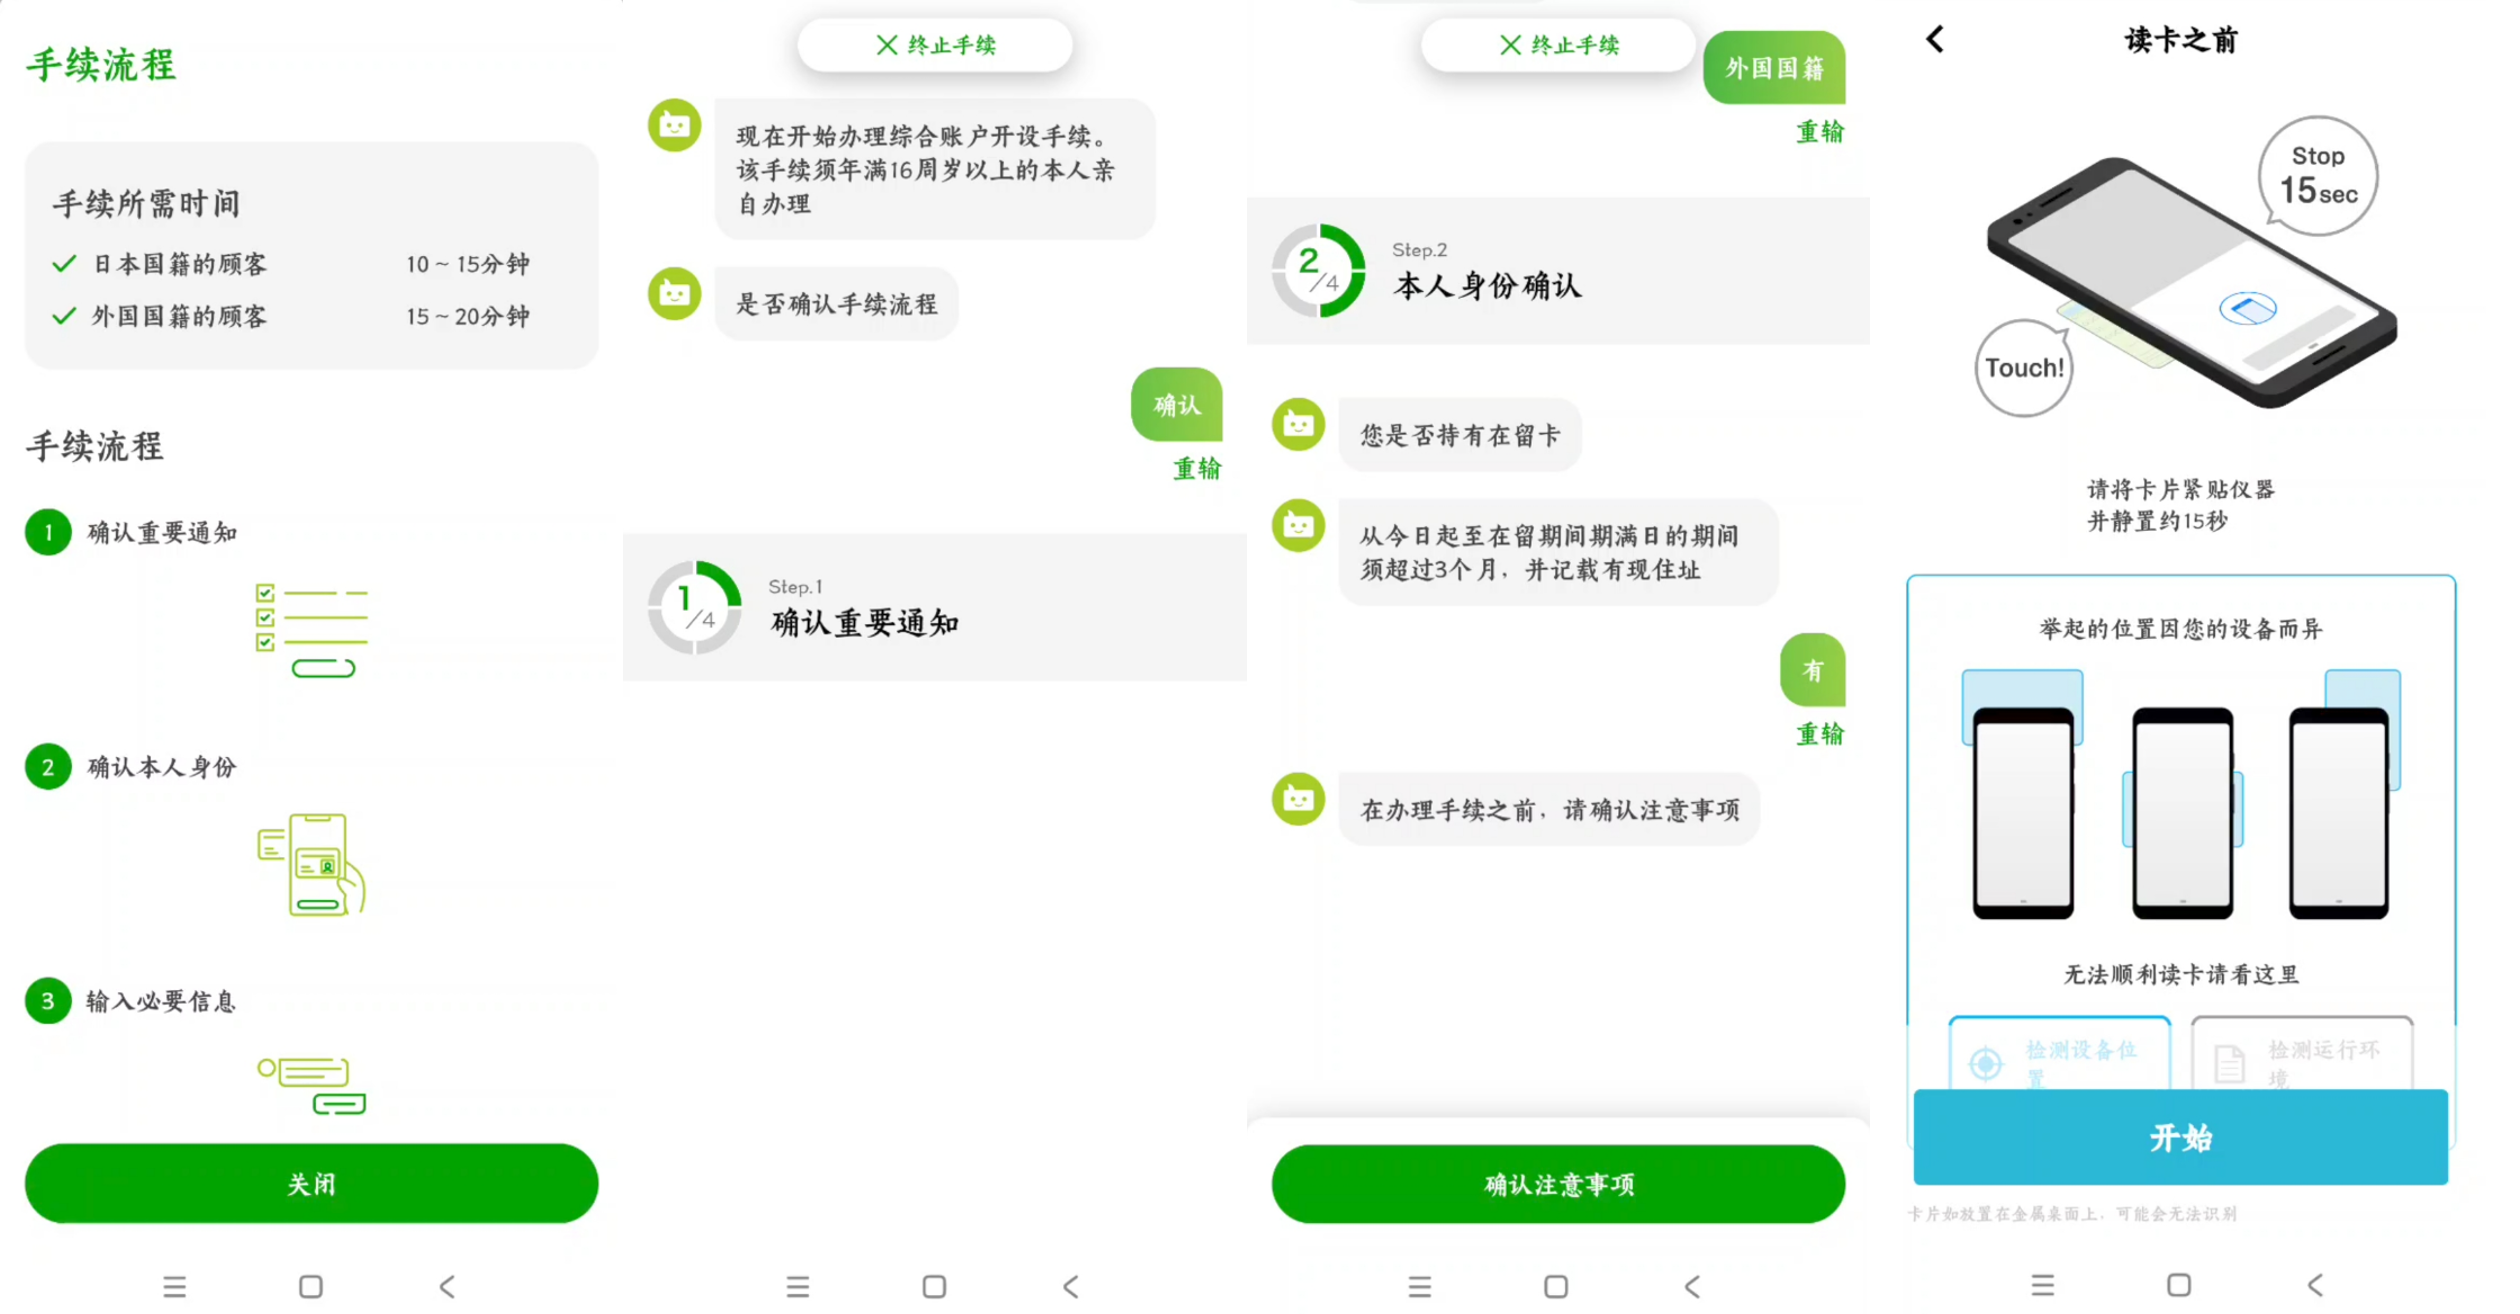 手续流程
手续所需时间
日本国籍的顾客 10 ~ 15分钟
外国国籍的顾客 15 ~ 20分钟
手续流程
1 确认重要通知
2 确认本人身份
3 输入必要信息
关闭
终止手续
现在开始办理综合账户开设手续。
该手续须年满16周岁以上的本人亲
自办理
是否确认手续流程
确认
重输
1/4
Step.1
确认重要通知
终止手续
外国国籍
重输
2/4
Step.2
本人身份确认
您是否持有在留卡
从今日起至在留期间期满日的期间
须超过3个月，并记载有现住址
有
重输
在办理手续之前，请确认注意事项
确认注意事项
读卡之前
Stop
15sec
Touch!
请将卡片紧贴仪器
并静置约15秒
举起的位置因您的设备而异
无法顺利读卡请看这里
检测设备位
置
检测运行环
境
开始
卡片如放置在金属桌面上，可能会无法识别